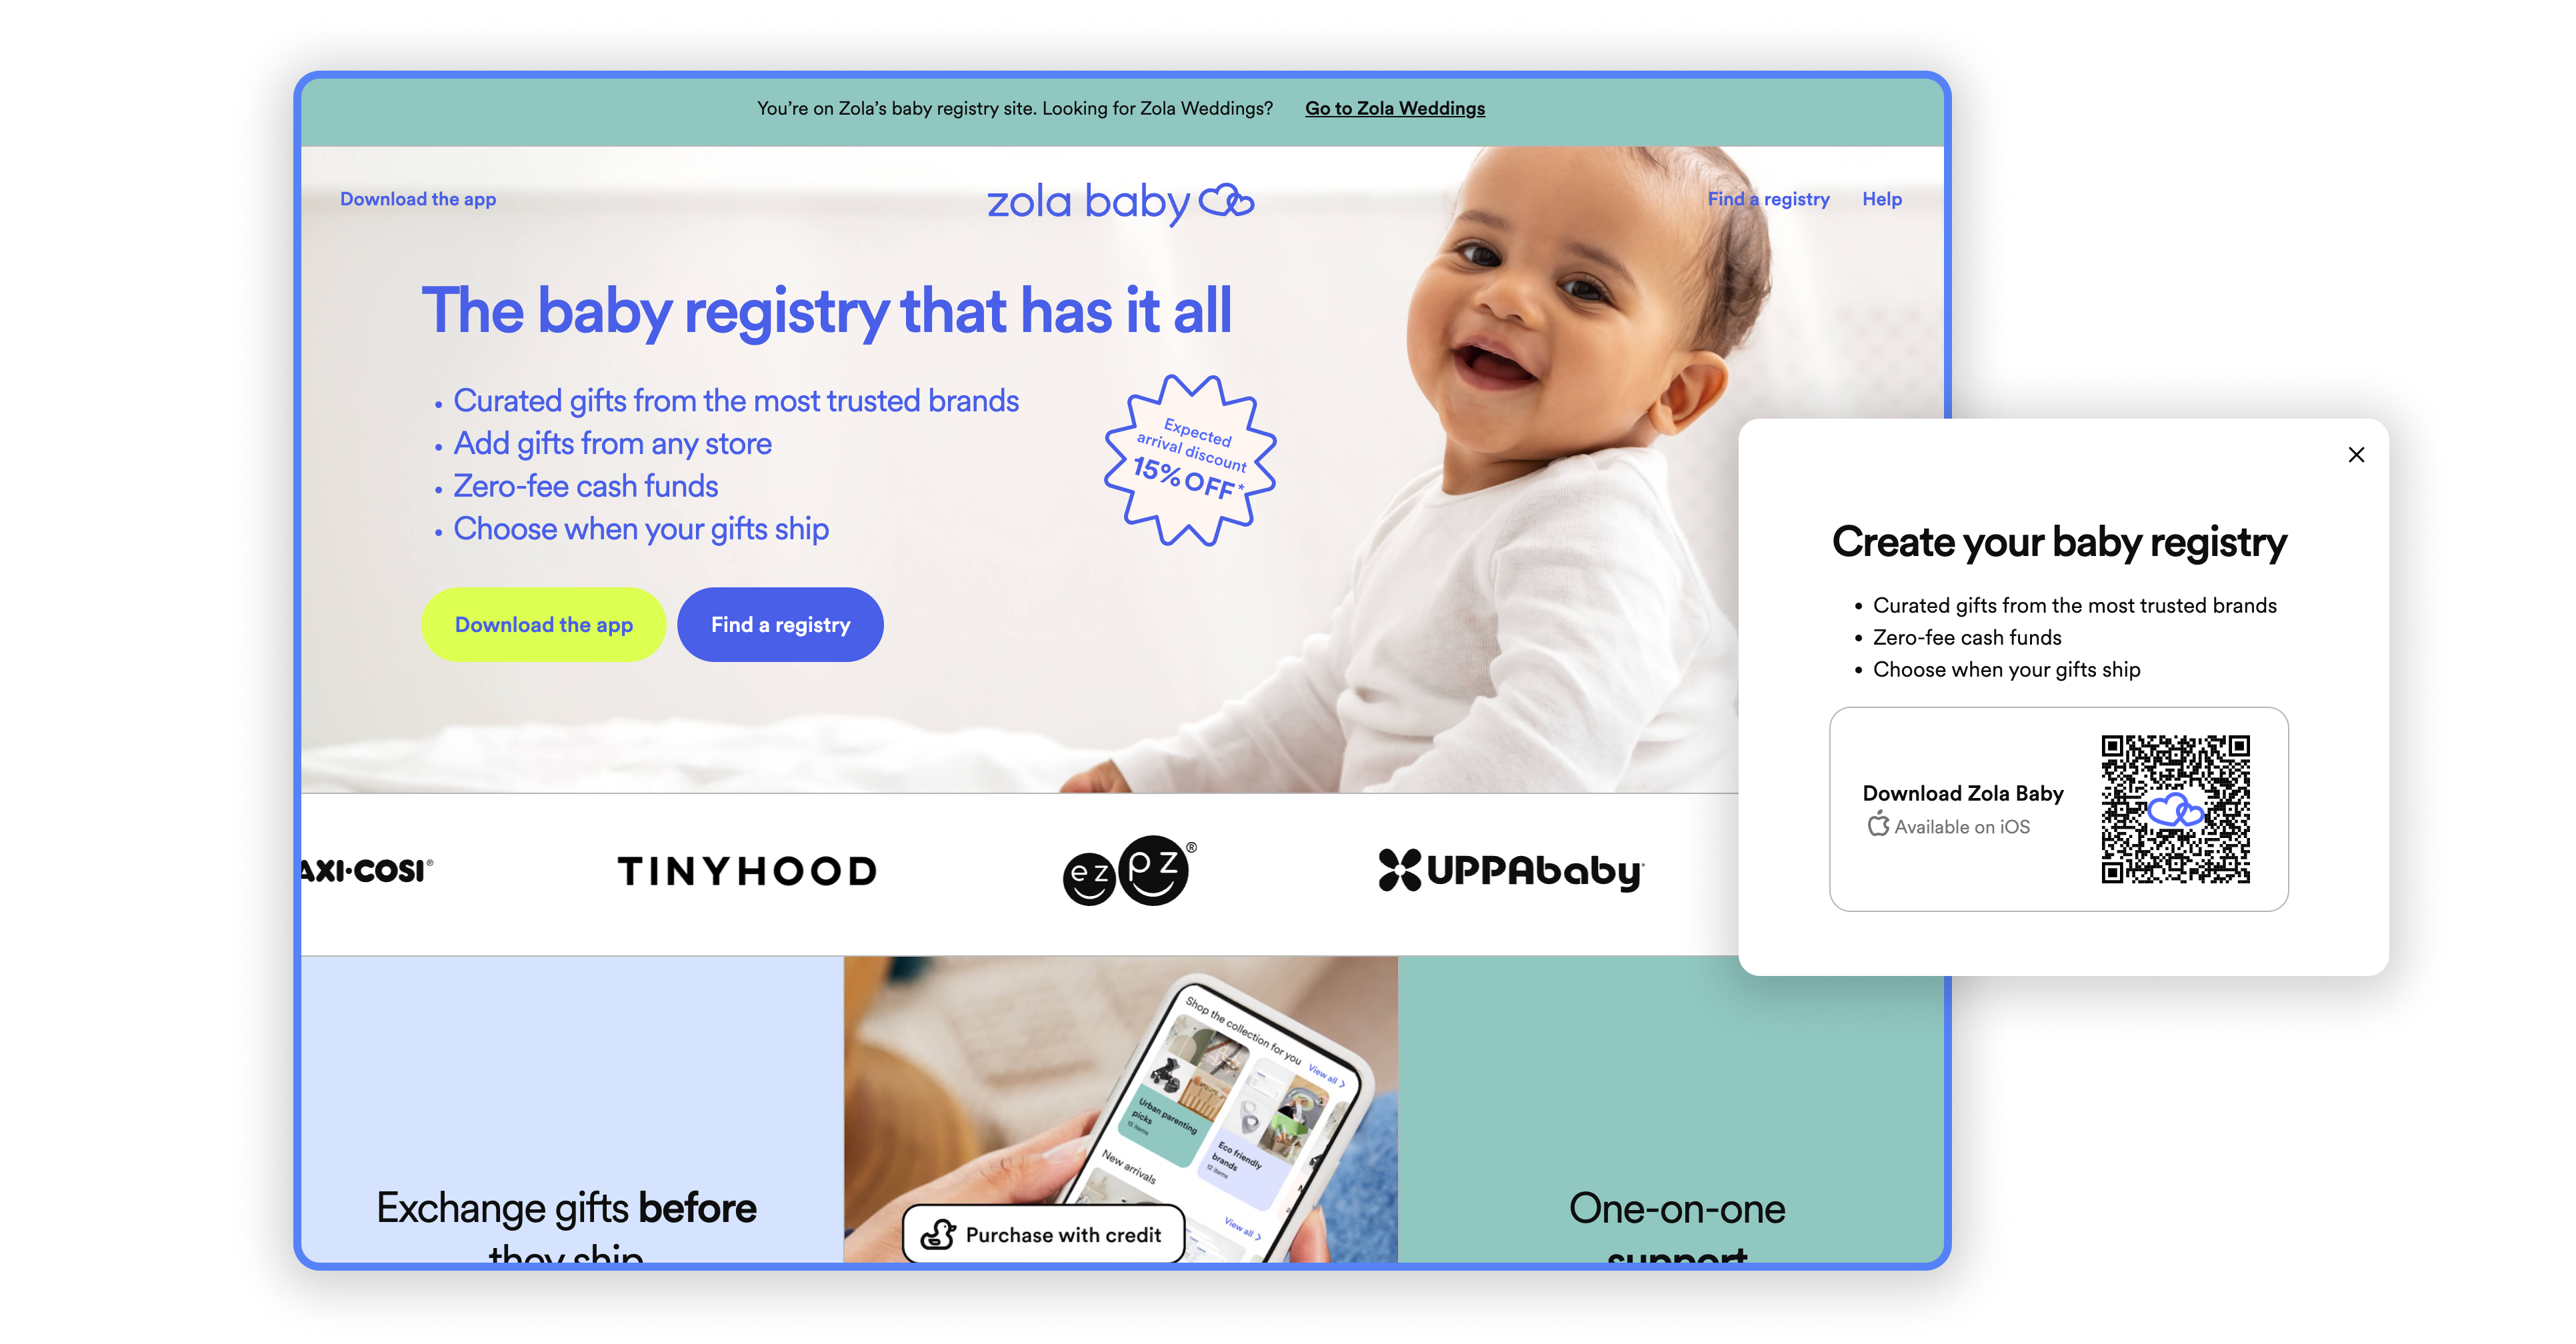 You're on Zola's baby registry site. Looking for Zola Weddings? Go to Zola Weddings
Download the app
zola baby
Find a registry
Help
The baby registry that has it all
• Curated gifts from the most trusted brands
• Add gifts from any store
• Zero-fee cash funds
• Choose when your gifts ship
Expected
arrival discount
15% OFF*
Download the app
Find a registry
Create your baby registry
• Curated gifts from the most trusted brands
• Zero-fee cash funds
• Choose when your gifts ship
Download Zola Baby
Available on iOS
AXI·COSI®
TINYHOOD
ez pz®
UPPAbaby
Exchange gifts before
they ship
Shop the collection for you
View all >
Urban parenting
picks
15 items
Eco friendly
brands
12 items
New arrivals
View all >
Purchase with credit
One-on-one
support